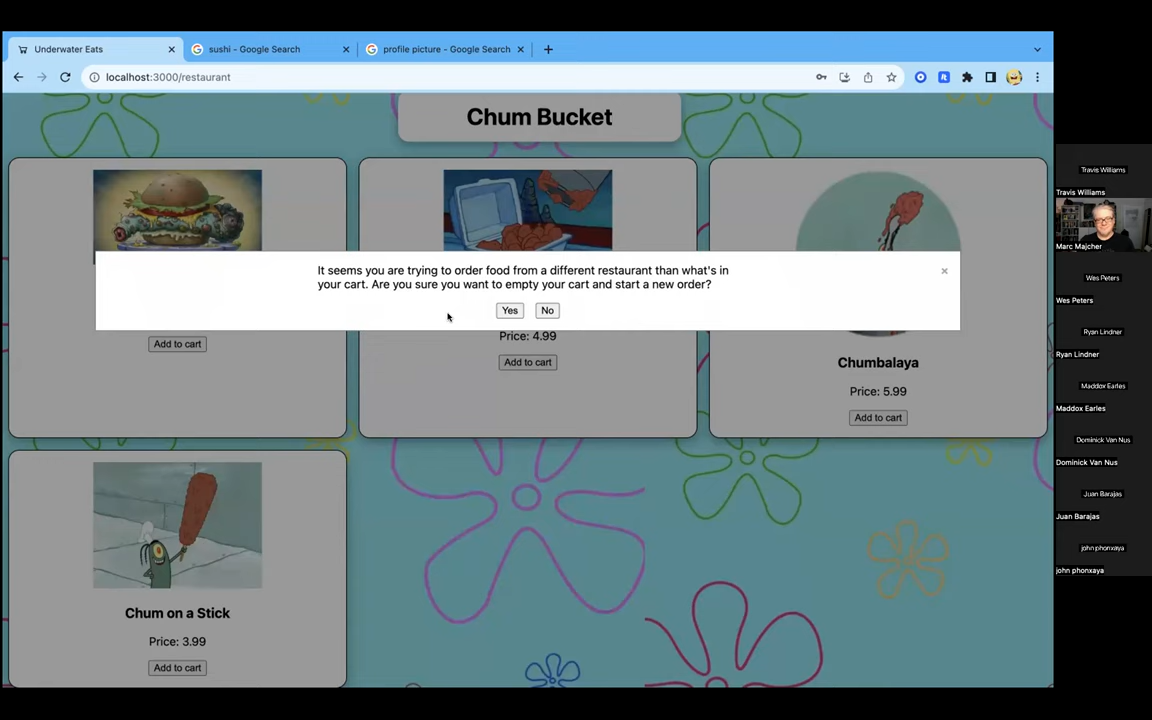 Underwater Eats
sushi - Google Search
profile picture - Google Search
localhost:3000/restaurant
Chum Bucket
It seems you are trying to order food from a different restaurant than what's in
your cart. Are you sure you want to empty your cart and start a new order?
Yes
No
Add to cart
Price: 4.99
Add to cart
Chumbalaya
Price: 5.99
Add to cart
Chum on a Stick
Price: 3.99
Add to cart
Travis Williams
Travis Williams
Marc Majcher
Wes Peters
Wes Peters
Ryan Lindner
Ryan Lindner
Maddox Earles
Maddox Earles
Dominick Van Nus
Dominick Van Nus
Juan Barajas
Juan Barajas
john phonxaya
john phonxaya